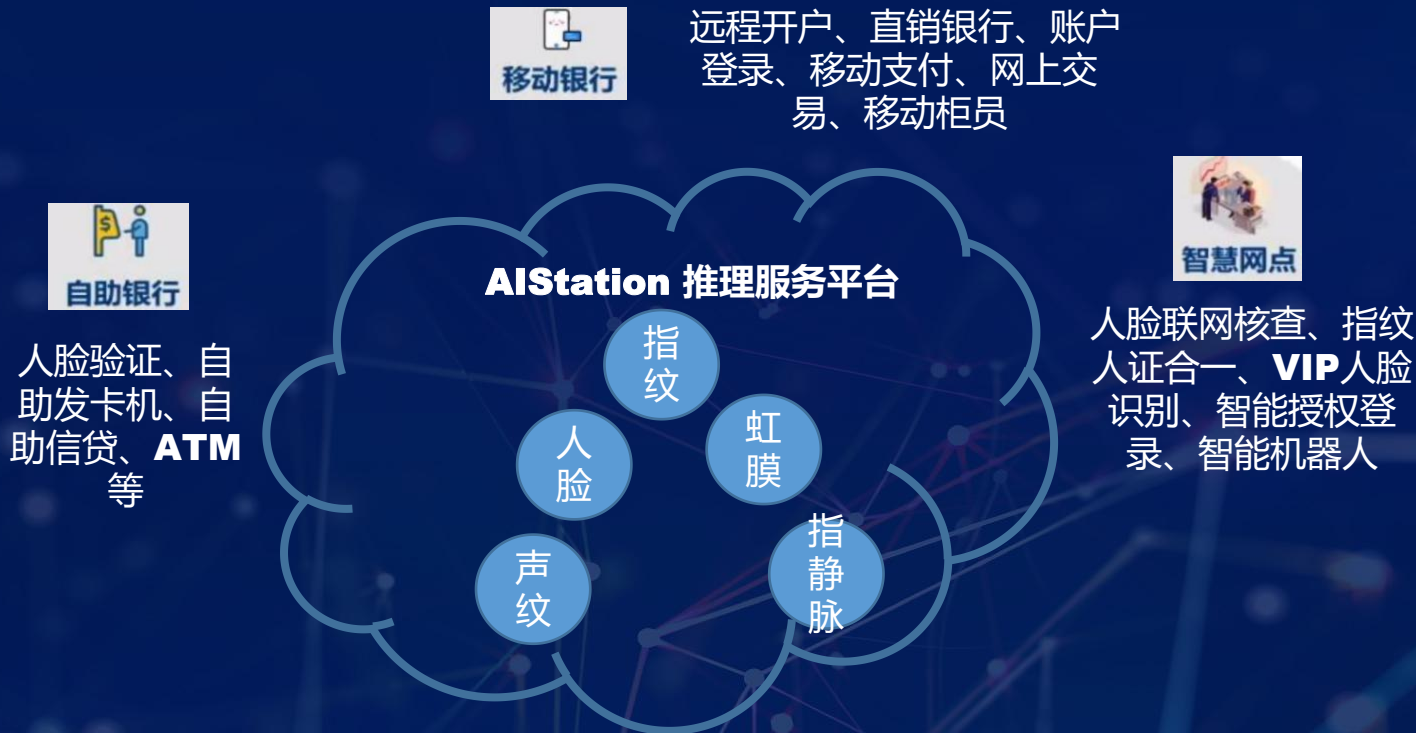 移动银行
远程开户、直销银行、账户
登录、移动支付、网上交
易、移动柜员
自助银行
人脸验证、自
助发卡机、自
助信贷、ATM
等
AIStation 推理服务平台
指
纹
人
脸
虹
膜
声
纹
指
静
脉
智慧网点
人脸联网核查、指纹
人证合一、VIP人脸
识别、智能授权登
录、智能机器人